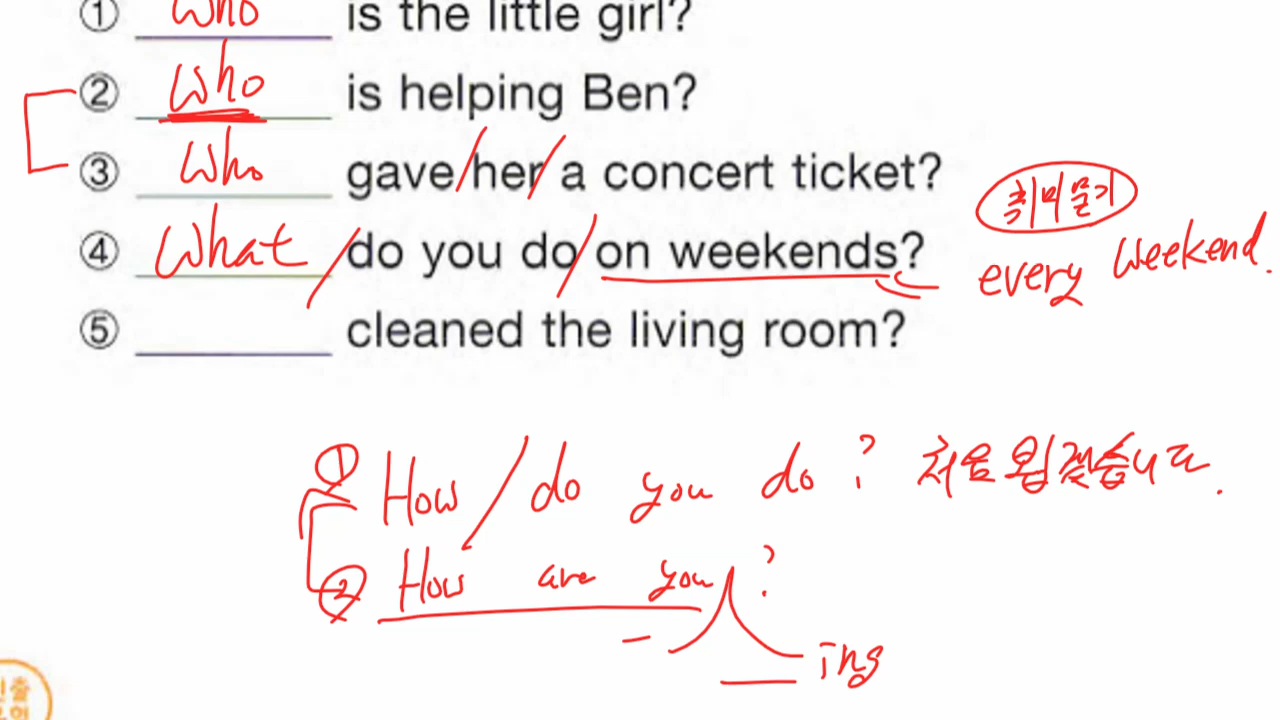 ① Who is the little girl?
② Who is helping Ben?
③ Who gave her a concert ticket?
취미묻기
④ What do you do on weekends? every weekend.
⑤ cleaned the living room?
① How do you do? 처음 뵙겠습니다.
② How are you?
ing